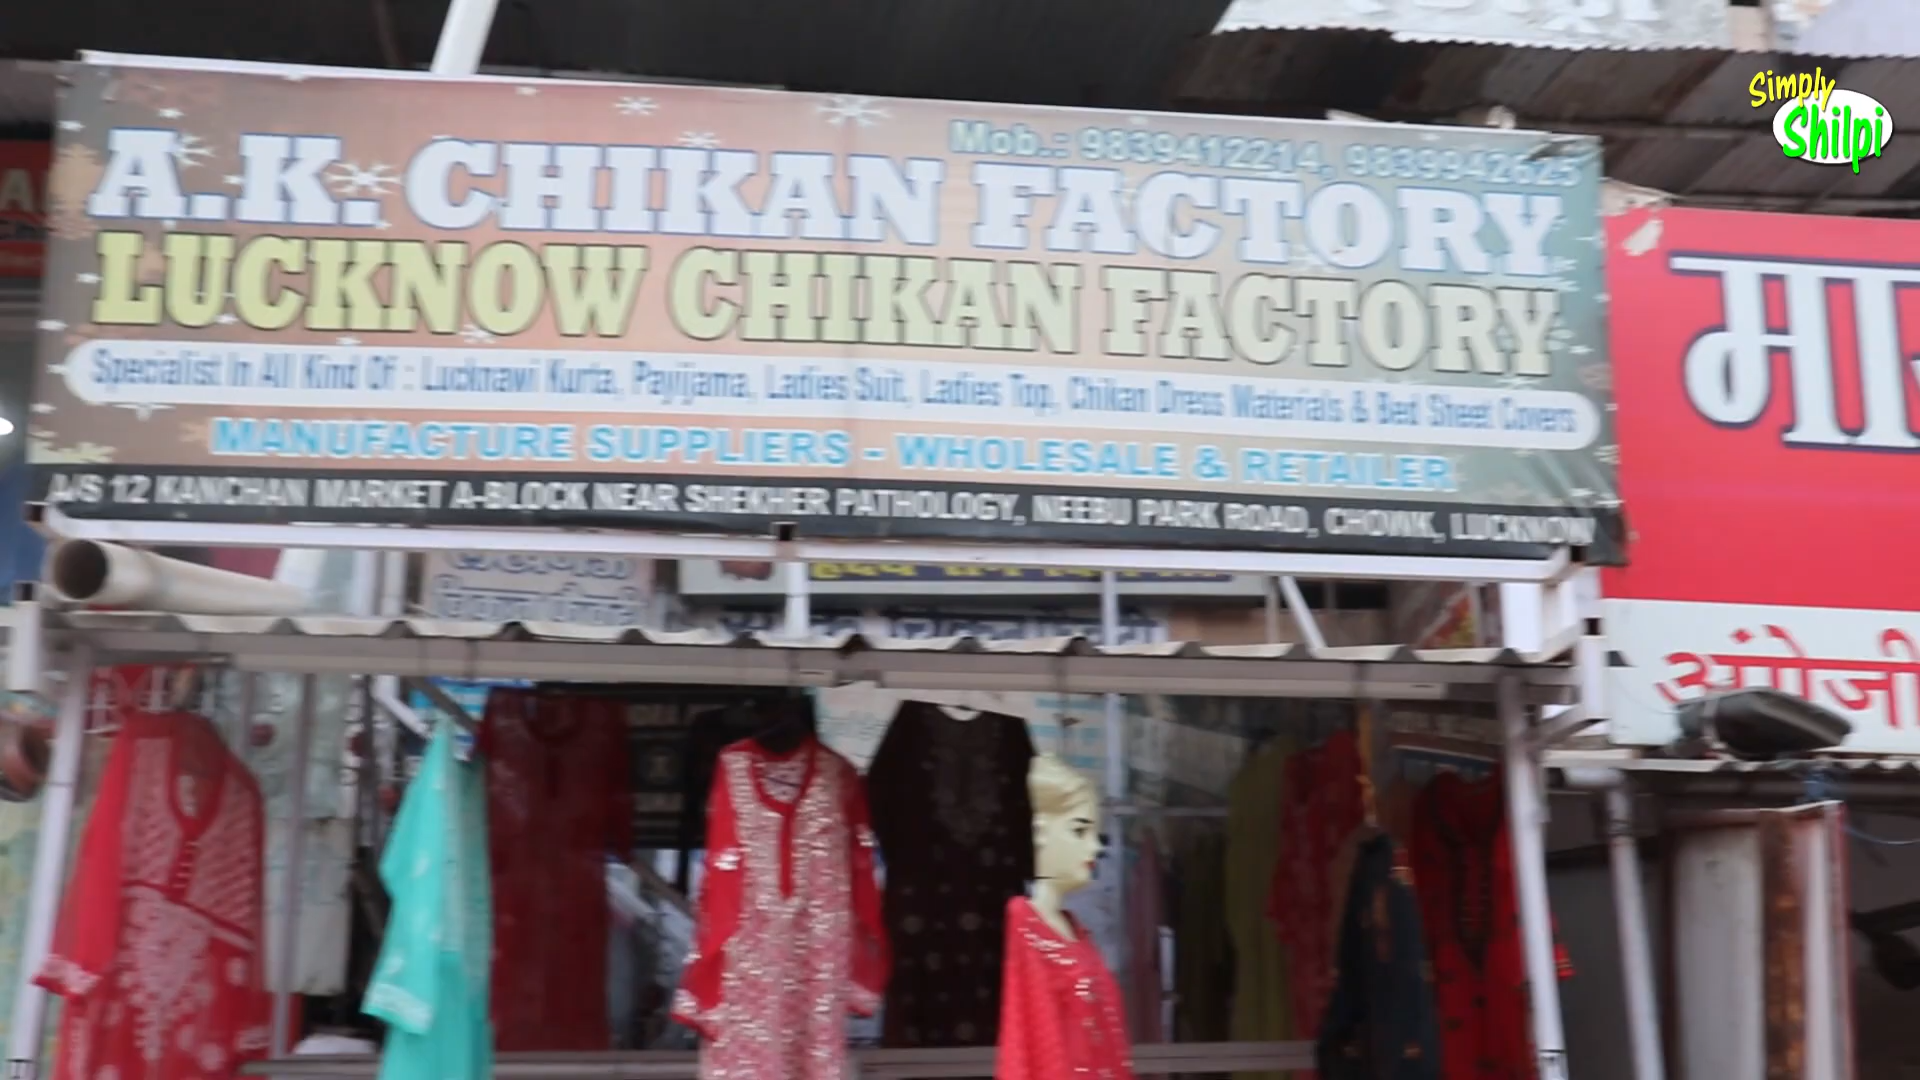 Simply
Shilpi
Mob.: 9839412214, 9839942625
A.K. CHIKAN FACTORY
LUCKNOW CHIKAN FACTORY
Specialist In All Kind Of : Lucknawi Kurta, Payijama, Ladies Suit, Ladies Top, Chikan Dress Materials & Bed Sheet Covers
MANUFACTURE SUPPLIERS - WHOLESALE & RETAILER
A/S 12 KANCHAN MARKET A-BLOCK NEAR SHEKHER PATHOLOGY, NEEBU PARK ROAD, CHOWK, LUCKNOW
अंग्रेजी